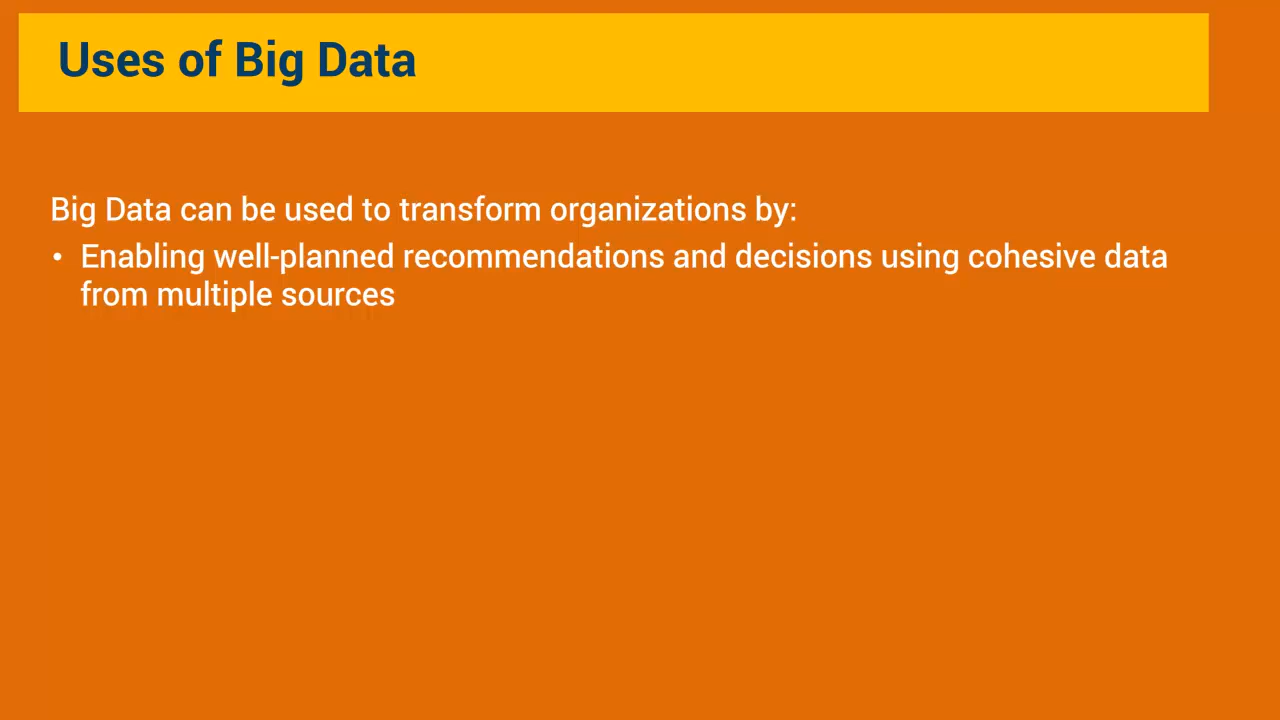 Uses of Big Data
Big Data can be used to transform organizations by:
• Enabling well-planned recommendations and decisions using cohesive data
from multiple sources